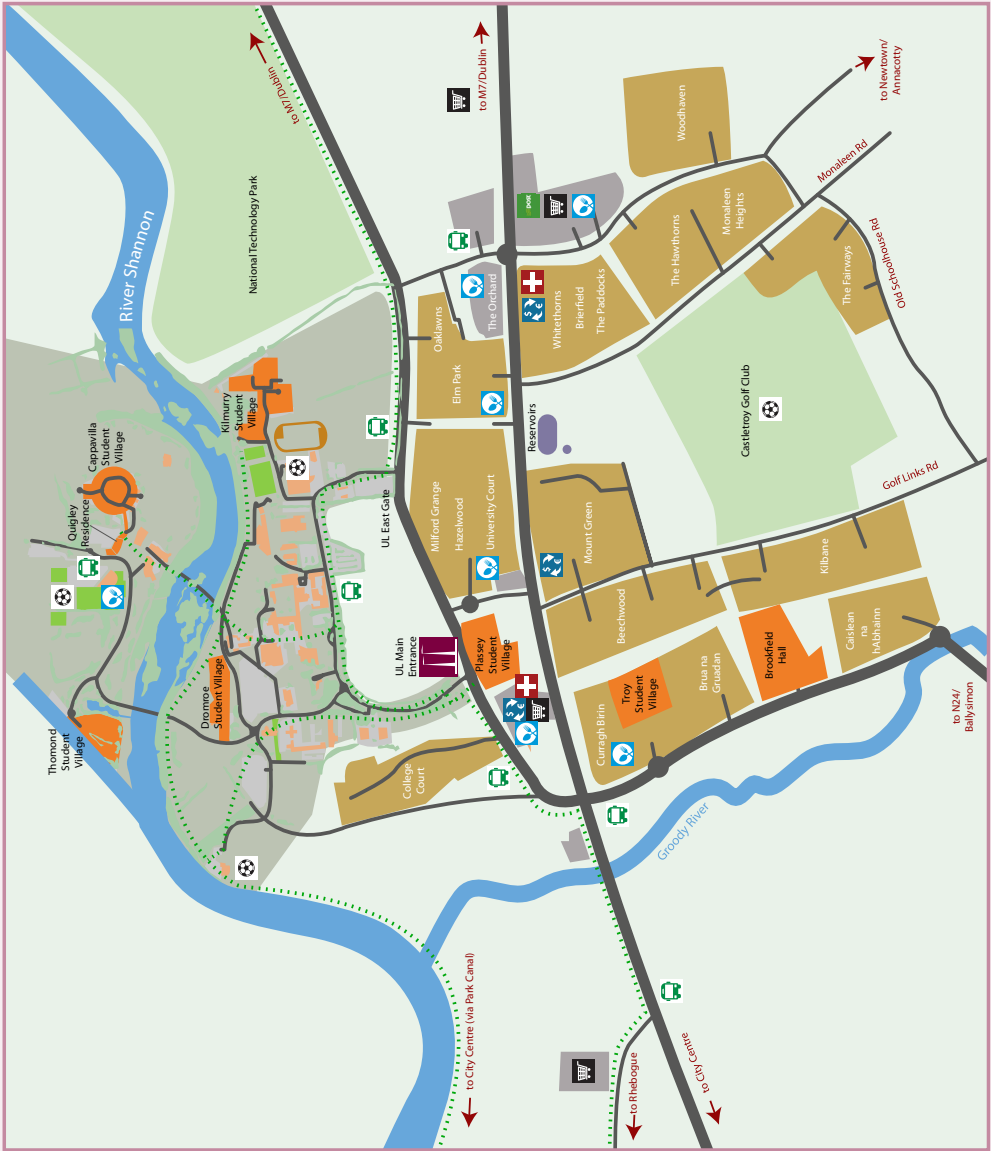 to M7/Dublin
to M7/Dublin
to Newtown/
Annacotty
Woodhaven
Monaleen Rd
National Technology Park
River Shannon
Monaleen
Heights
The Hawthorns
Old Schoolhouse Rd
The Fairways
The Orchard
Whitethorns
Brierfield
The Paddocks
Oaklawns
Elm Park
Kilmurry
Student
Village
Castletroy Golf Club
Reservoirs
Cappavilla
Student
Village
Quigley
Residence
UL East Gate
Milford Grange
Hazelwood
University Court
Golf Links Rd
Mount Green
Kilbane
Beechwood
Caislean
na
hAbhainn
UL Main
Entrance
Plassey
Student
Village
Brookfield
Hall
Brua na
Gruadan
Troy
Student
Village
Dromroe
Student Village
Thomond
Student
Village
Curragh Birin
to N24/
Ballysimon
College
Court
Groody River
to City Centre (via Park Canal)
to Rhebogue
to City Centre